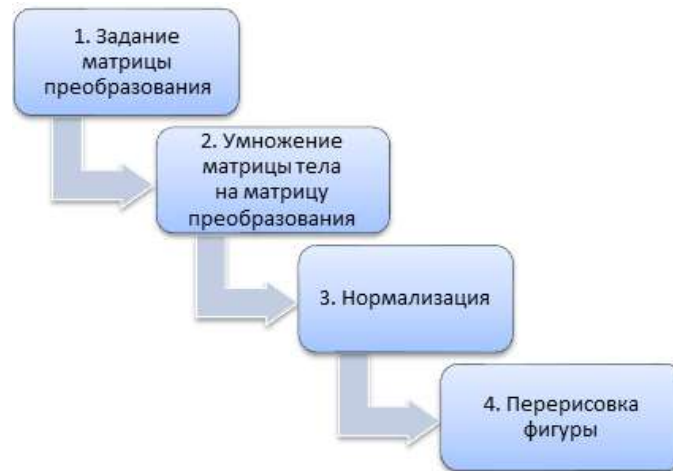 1. Задание
матрицы
преобразования
2. Умножение
матрицы тела
на матрицу
преобразования
3. Нормализация
4. Перерисовка
фигуры